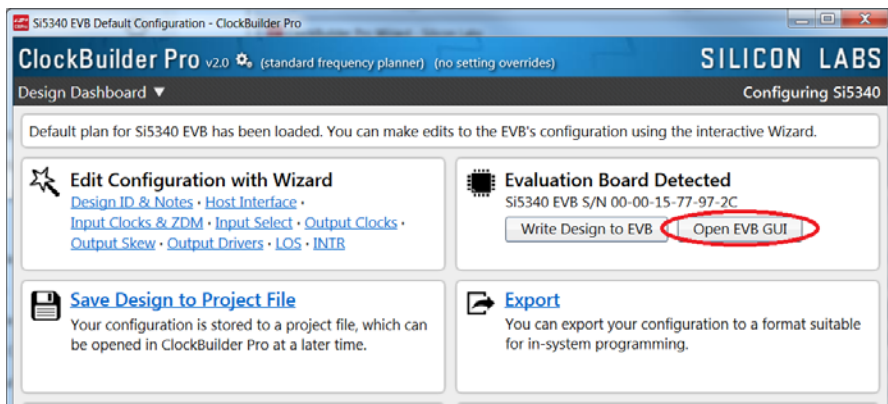 Si5340 EVB Default Configuration - ClockBuilder Pro
ClockBuilder Pro v2.0 (standard frequency planner) (no setting overrides) SILICON LABS
Design Dashboard ▼ Configuring Si5340
Default plan for Si5340 EVB has been loaded. You can make edits to the EVB's configuration using the interactive Wizard.
Edit Configuration with Wizard
Design ID & Notes · Host Interface ·
Input Clocks & ZDM · Input Select · Output Clocks ·
Output Skew · Output Drivers · LOS · INTR
Evaluation Board Detected
Si5340 EVB S/N 00-00-15-77-97-2C
Write Design to EVB Open EVB GUI
Save Design to Project File
Your configuration is stored to a project file, which can
be opened in ClockBuilder Pro at a later time.
Export
You can export your configuration to a format suitable
for in-system programming.